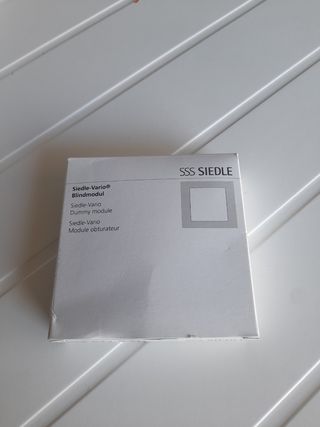 SSS SIEDLE
Siedle-Vario®
Blindmodul
Siedle-Vario
Dummy module
Siedle-Vario
Module obturateur